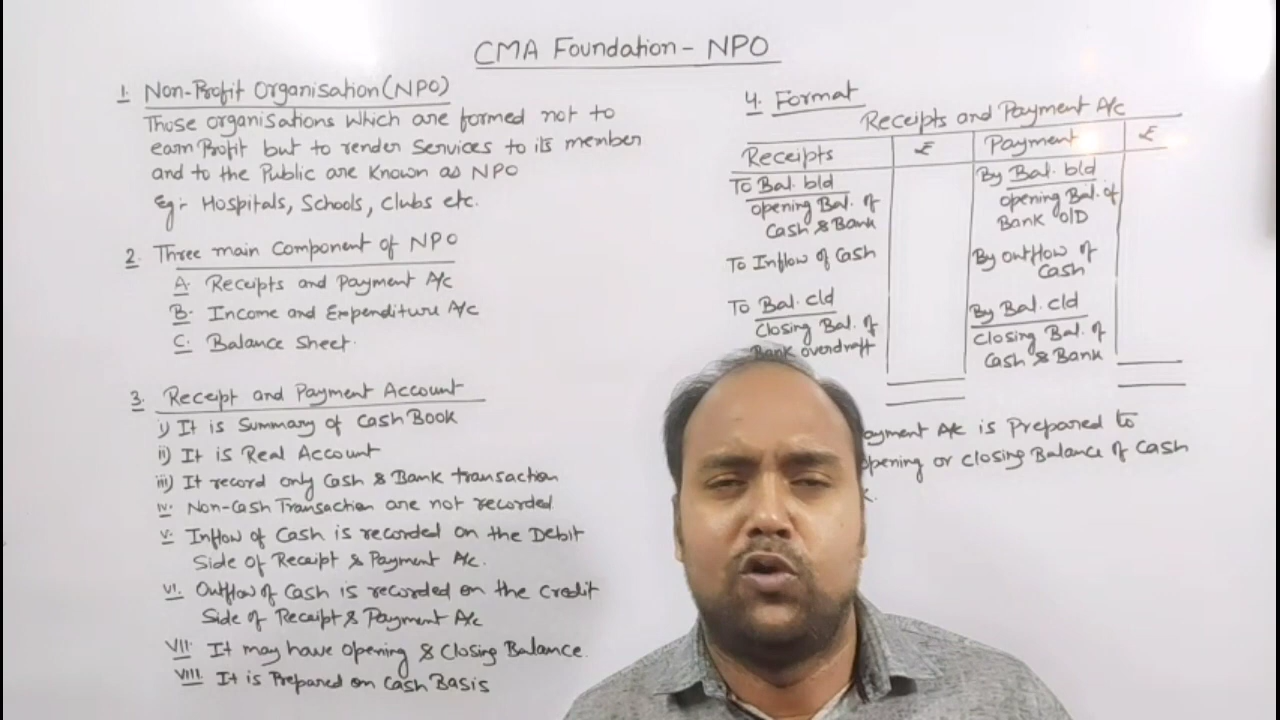 CMA Foundation - NPO
1. Non-Profit Organisation (NPO)
Those organisations which are formed not to
earn Profit but to render Services to its member
and to the Public are Known as NPO
Eg:- Hospitals, Schools, Clubs etc.
2. Three main Component of NPO
A. Receipts and Payment A/c
B. Income and Expenditure A/c
C. Balance Sheet.
3. Receipt and Payment Account
i) It is Summary of Cash Book
ii) It is Real Account
iii) It record only Cash & Bank transaction
iv. Non-Cash Transaction are not recorded
v. Inflow of Cash is recorded on the Debit
Side of Receipt & Payment A/c.
vi. Outflow of Cash is recorded on the Credit
Side of Receipt & Payment A/c
VII. It may have opening & Closing Balance.
VIII. It is Prepared on Cash Basis
4. Format
Receipts and Payment A/c
Receipts ₹ Payment ₹
To Bal. b/d
opening Bal. of
Cash & Bank
To Inflow of Cash
To Bal. c/d
Closing Bal. of
Bank overdraft
By Bal. b/d
opening Bal. of
Bank O/D
By outflow of
Cash
By Bal. c/d
Closing Bal. of
Cash & Bank
A/c is Prepared to
or closing Balance of Cash